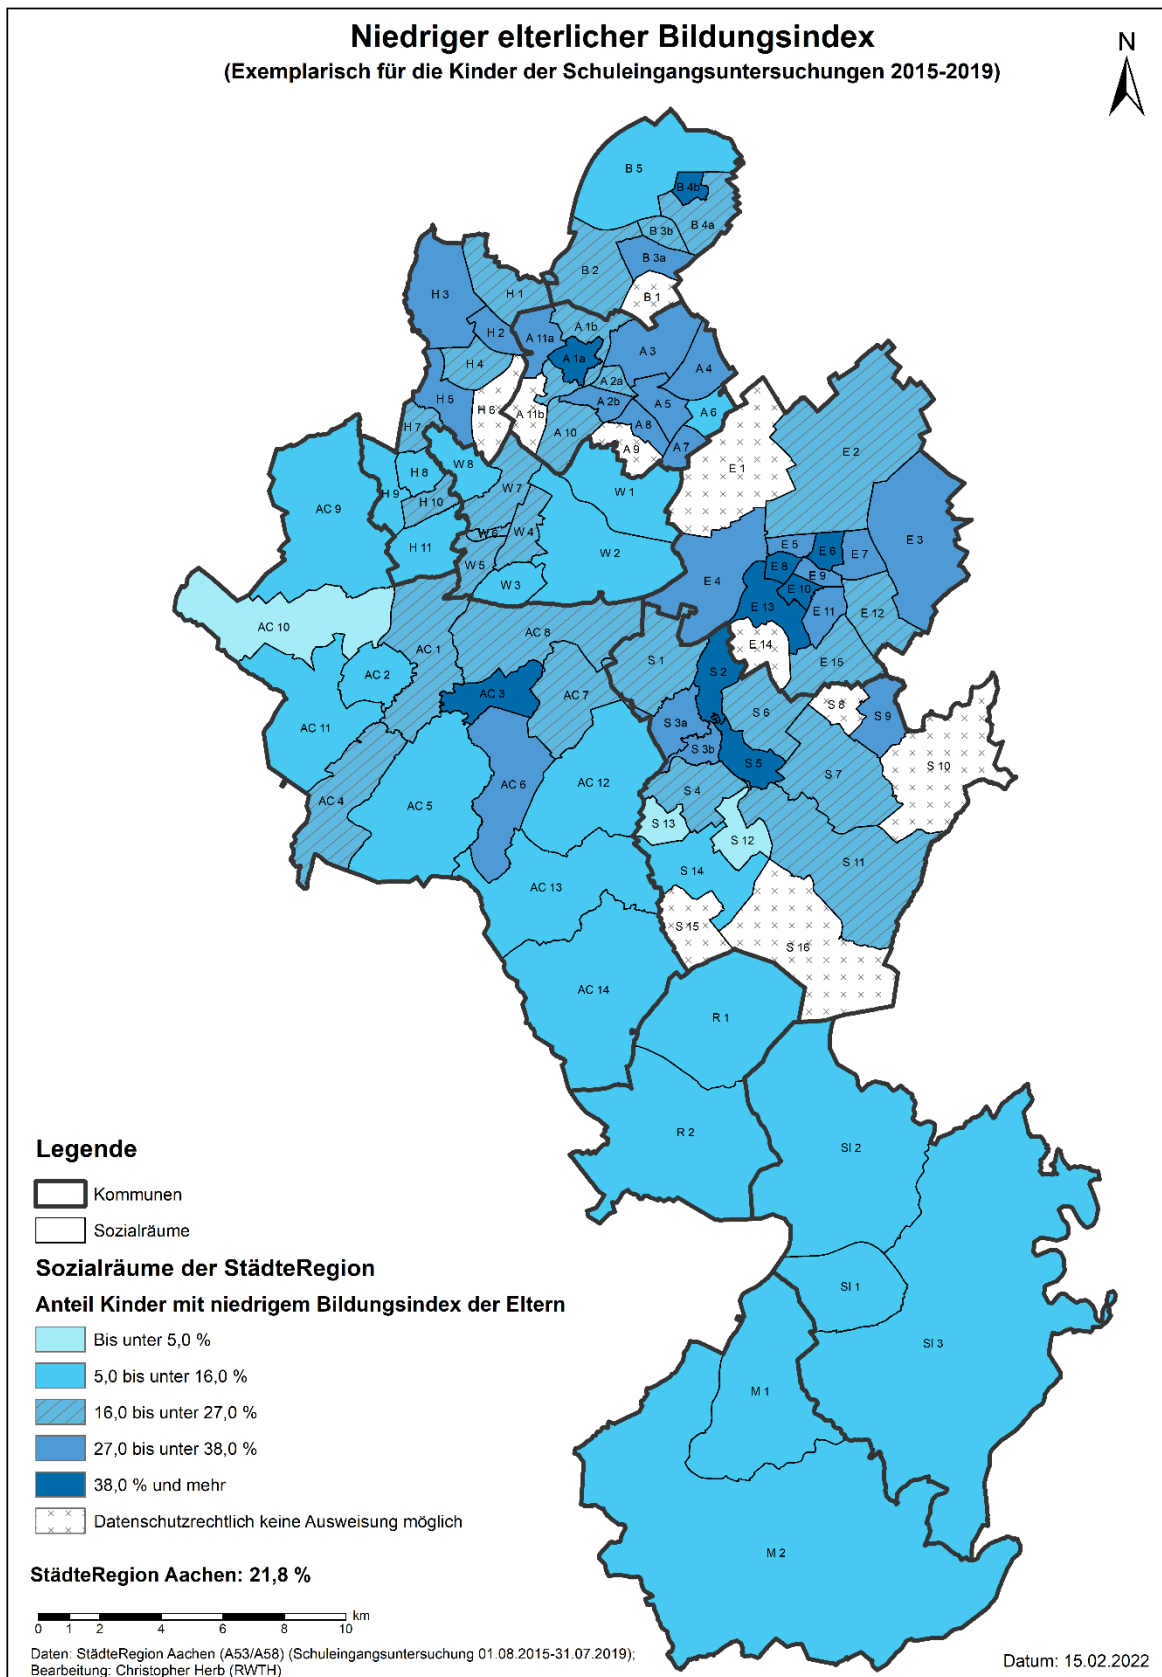 Niedriger elterlicher Bildungsindex
(Exemplarisch für die Kinder der Schuleingangsuntersuchungen 2015-2019)
N
B 5
B 4b
B 4a
B 3b
B 3a
B 2
B 1
H 1
H 3
H 2
H 4
H 5
H 6
H 7
H 8
H 9
H 10
H 11
A 11a
A 1b
A 1a
A 3
A 4
A 2a
A 2b
A 5
A 6
A 11b
A 10
A 8
A 7
A 9
E 1
E 2
E 3
E 4
E 5
E 6
E 7
E 8
E 9
E 10
E 11
E 12
E 13
E 14
E 15
W 8
W 7
W 1
W 6
W 4
W 5
W 2
W 3
AC 9
AC 10
AC 1
AC 8
AC 2
AC 3
AC 7
AC 11
AC 4
AC 5
AC 6
AC 12
AC 13
AC 14
S 1
S 2
S 3a
S 3b
S 4
S 5
S 6
S 7
S 8
S 9
S 10
S 11
S 12
S 13
S 14
S 15
S 16
R 1
R 2
SI 2
SI 1
SI 3
M 1
M 2
Legende
Kommunen
Sozialräume
Sozialräume der StädteRegion
Anteil Kinder mit niedrigem Bildungsindex der Eltern
Bis unter 5,0 %
5,0 bis unter 16,0 %
16,0 bis unter 27,0 %
27,0 bis unter 38,0 %
38,0 % und mehr
Datenschutzrechtlich keine Ausweisung möglich
StädteRegion Aachen: 21,8 %
km
0 1 2 4 6 8 10
Daten: StädteRegion Aachen (A53/A58) (Schuleingangsuntersuchung 01.08.2015-31.07.2019);
Bearbeitung: Christopher Herb (RWTH)
Datum: 15.02.2022